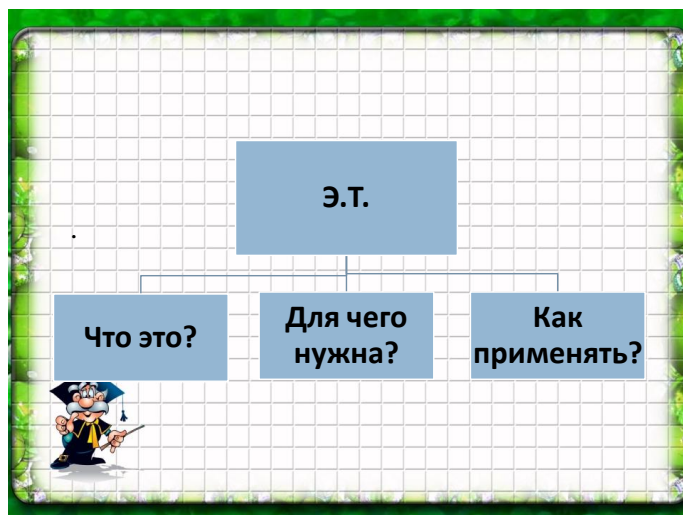 Э.Т.
.
Что это?
Для чего
нужна?
Как
применять?